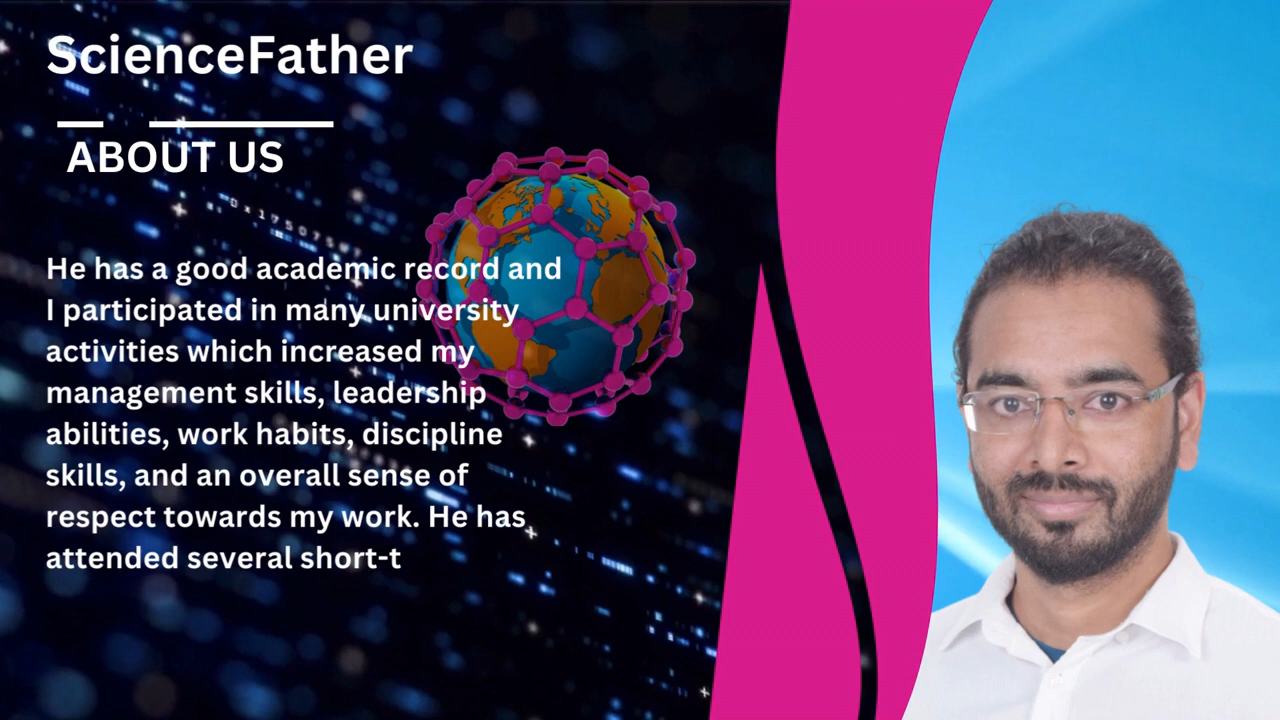 ScienceFather
ABOUT US
He has a good academic record and
I participated in many university
activities which increased my
management skills, leadership
abilities, work habits, discipline
skills, and an overall sense of
respect towards my work. He has
attended several short-t